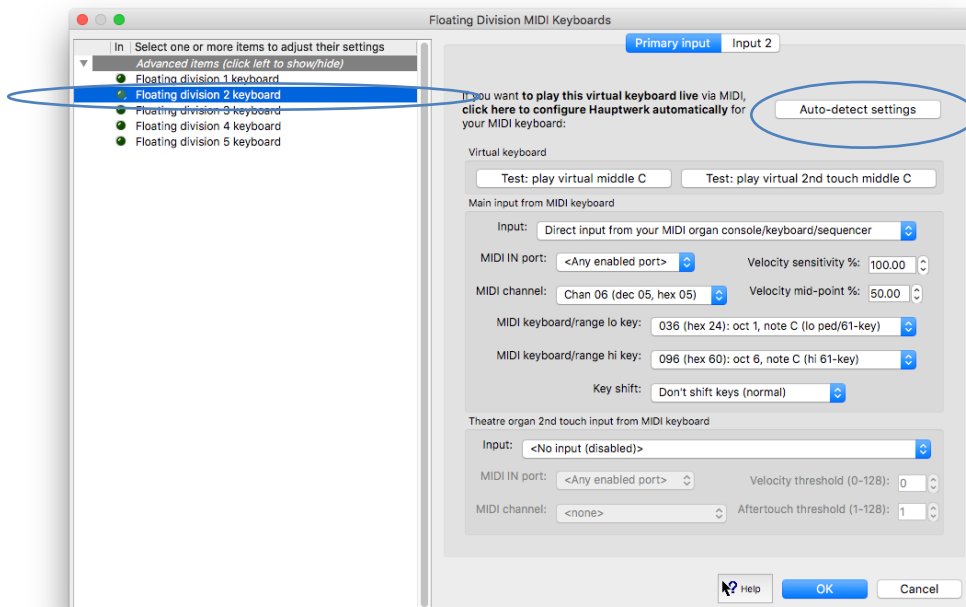 Floating Division MIDI Keyboards
In Select one or more items to adjust their settings
Advanced items (click left to show/hide)
Floating division 1 keyboard
Floating division 2 keyboard
Floating division 3 keyboard
Floating division 4 keyboard
Floating division 5 keyboard
Primary input Input 2
If you want to play this virtual keyboard live via MIDI,
click here to configure Hauptwerk automatically for
your MIDI keyboard:
Auto-detect settings
Virtual keyboard
Test: play virtual middle C Test: play virtual 2nd touch middle C
Main input from MIDI keyboard
Input: Direct input from your MIDI organ console/keyboard/sequencer
MIDI IN port: <Any enabled port> Velocity sensitivity %: 100.00
MIDI channel: Chan 06 (dec 05, hex 05) Velocity mid-point %: 50.00
MIDI keyboard/range lo key: 036 (hex 24): oct 1, note C (lo ped/61-key)
MIDI keyboard/range hi key: 096 (hex 60): oct 6, note C (hi 61-key)
Key shift: Don't shift keys (normal)
Theatre organ 2nd touch input from MIDI keyboard
Input: <No input (disabled)>
MIDI IN port: <Any enabled port> Velocity threshold (0-128): 0
MIDI channel: <none> Aftertouch threshold (1-128): 1
? Help OK Cancel